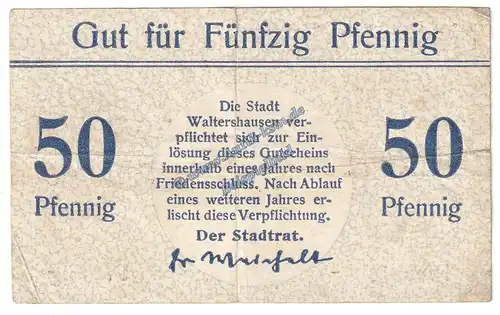 Gut für Fünfzig Pfennig
50
Pfennig
Die Stadt
Waltershausen ver-
pflichtet sich zur Ein-
lösung dieses Gutscheins
innerhalb eines Jahres nach
Friedensschluss. Nach Ablauf
eines weiteren Jahres er-
lischt diese Verpflichtung.
Der Stadtrat.
50
Pfennig